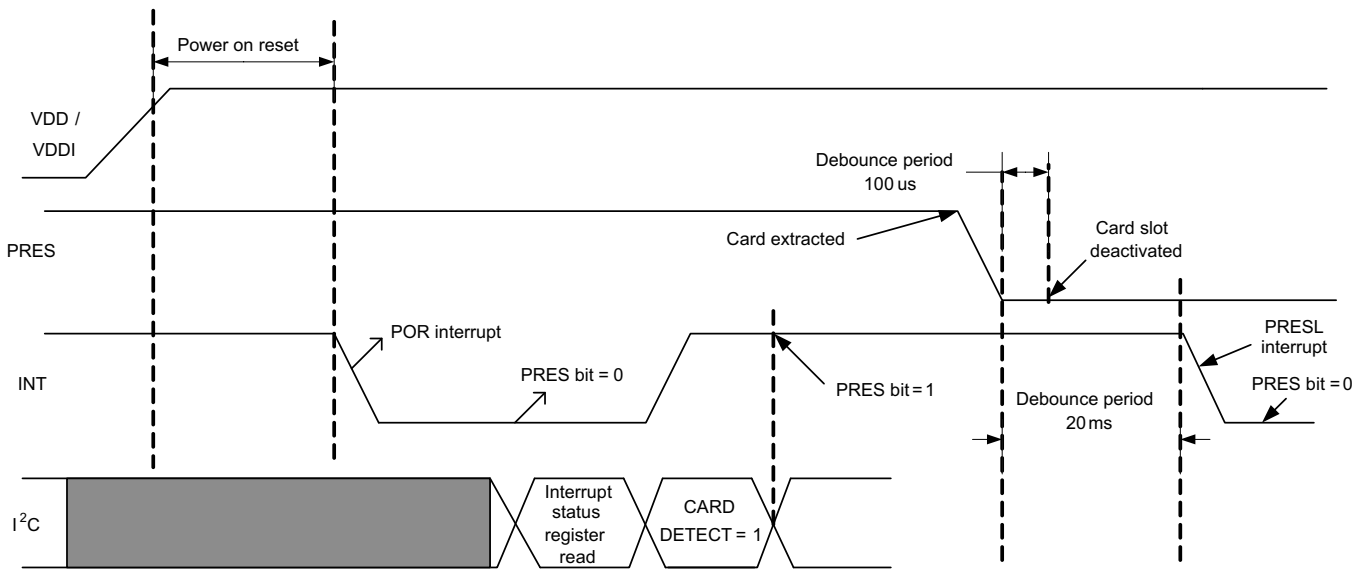 Power on reset
VDD /
VDDI
Debounce period
100 us
Card extracted
Card slot
deactivated
PRES
POR interrupt
PRESL
interrupt
INT
PRES bit = 0
PRES bit = 1
PRES bit = 0
Debounce period
20 ms
I²C
Interrupt
status
register
read
CARD
DETECT = 1